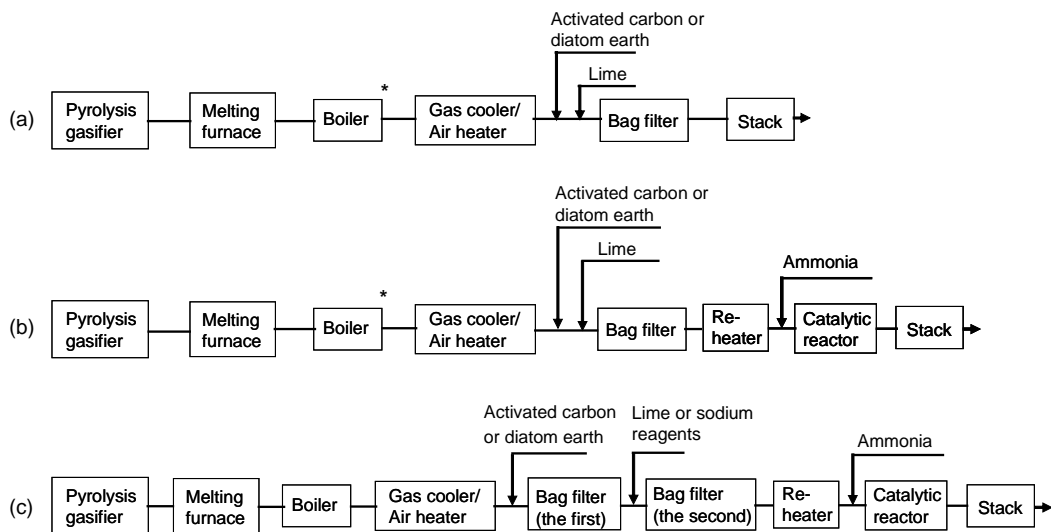 Activated carbon or
diatom earth
Lime
(a)
Pyrolysis
gasifier
Melting
furnace
Boiler
*
Gas cooler/
Air heater
Bag filter
Stack
Activated carbon or
diatom earth
Lime
Ammonia
(b)
Pyrolysis
gasifier
Melting
furnace
Boiler
*
Gas cooler/
Air heater
Bag filter
Re-
heater
Catalytic
reactor
Stack
Activated carbon
or diatom earth
Lime or sodium
reagents
Ammonia
(c)
Pyrolysis
gasifier
Melting
furnace
Boiler
Gas cooler/
Air heater
Bag filter
(the first)
Bag filter
(the second)
Re-
heater
Catalytic
reactor
Stack